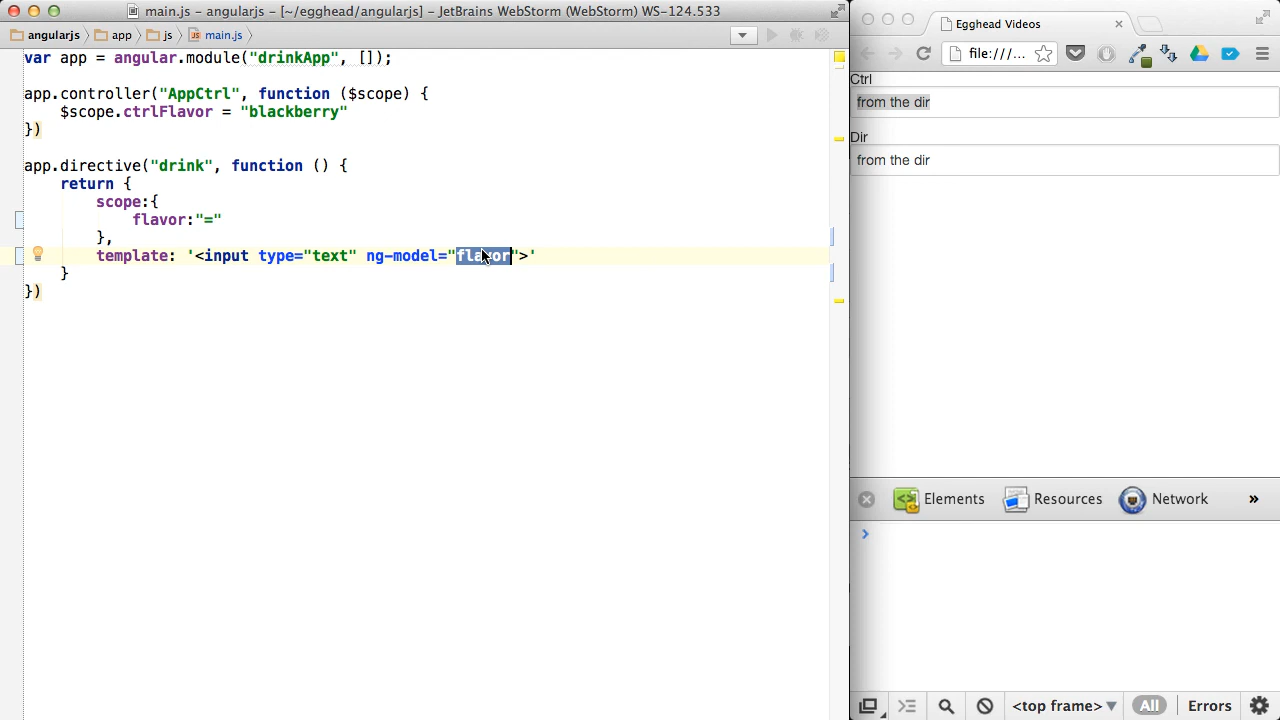 main.js – angularjs – [~/egghead/angularjs] – JetBrains WebStorm (WebStorm) WS-124.533
angularjs app js main.js
var app = angular.module("drinkApp", []);
app.controller("AppCtrl", function ($scope) {
$scope.ctrlFlavor = "blackberry"
})
app.directive("drink", function () {
return {
scope:{
flavor:"="
},
template: '<input type="text" ng-model="flavor">'
}
})
Egghead Videos
file:///...
Ctrl
from the dir
Dir
from the dir
Elements Resources Network »
<top frame> All Errors